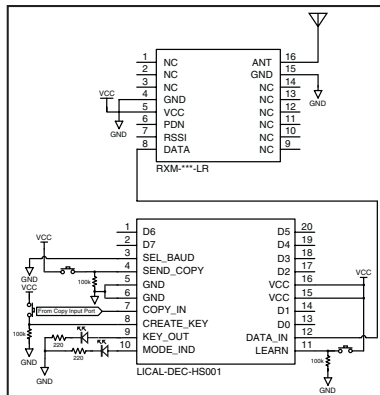 1 NC ANT 16
2 NC GND 15
3 NC NC 14
4 GND NC 13
5 VCC NC 12
6 PDN NC 11
7 RSSI NC 10
8 DATA NC 9
VCC
GND
GND
RXM-***-LR
1 D6 D5 20
2 D7 D4 19
3 SEL_BAUD D3 18
4 SEND_COPY D2 17
5 GND VCC 16
6 GND VCC 15
7 COPY_IN D1 14
8 CREATE_KEY D0 13
9 KEY_OUT DATA_IN 12
10 MODE_IND LEARN 11
LICAL-DEC-HS001
VCC
GND
100k
GND
VCC
From Copy Input Port
100k
GND
220
220
GND
VCC
100k
GND